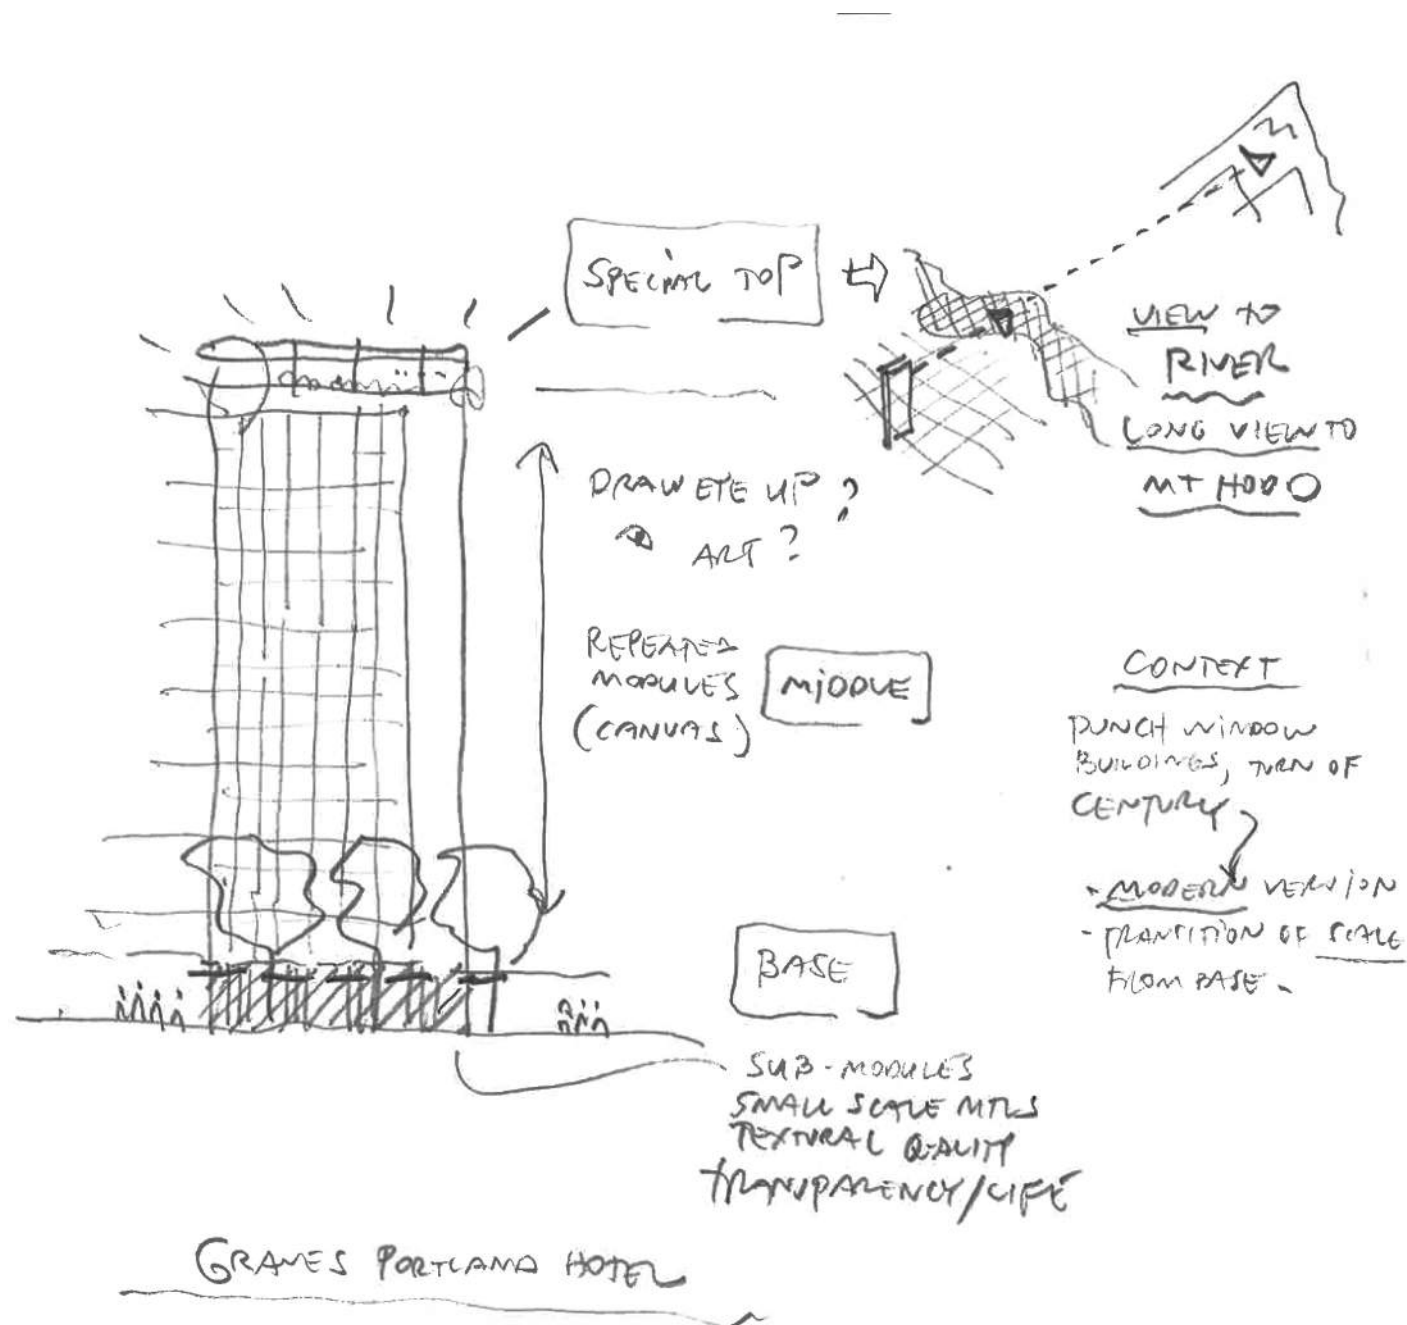 SPECIAL TOP
VIEW TO
RIVER
LONG VIEW TO
MT HOOD
DRAW EYE UP ?
ART ?
REPEATED
MODULES
(CANVAS)
MIDDLE
CONTEXT
PUNCH WINDOW
BUILDINGS, TURN OF
CENTURY
- MODERN VERSION
- TRANSITION OF SCALE
FROM BASE -
BASE
SUB-MODULES
SMALL SCALE MTLS
TEXTURAL QUALITY
TRANSPARENCY/LIFE
GRAVES PORTLAND HOTEL